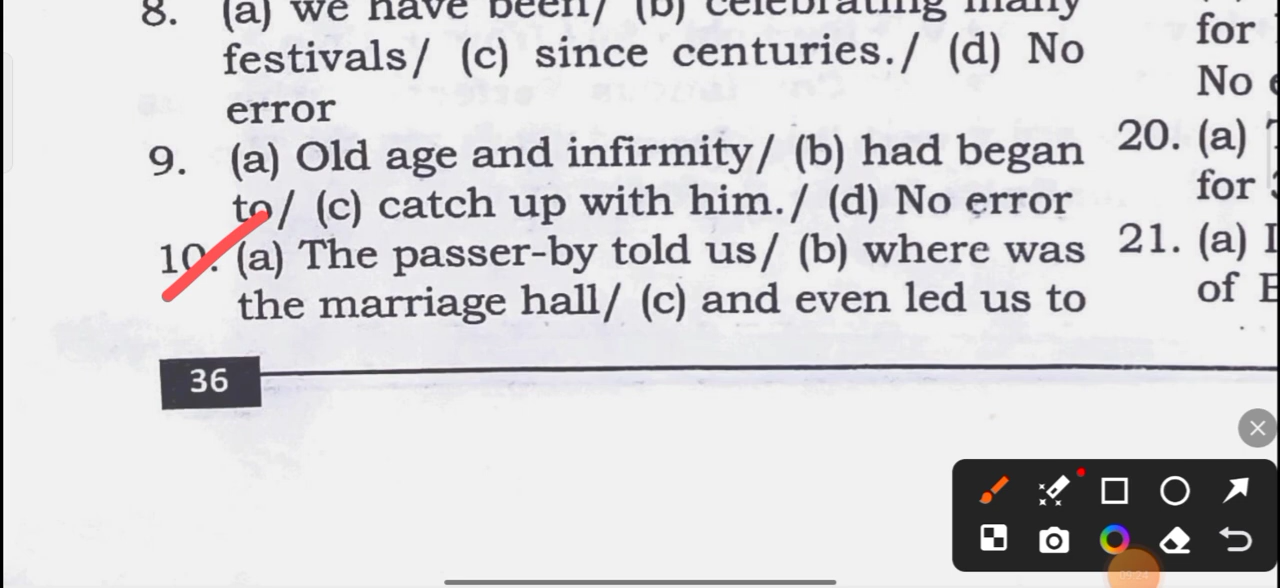 8. (a) we have been/ (b) celebrating many
festivals/ (c) since centuries./ (d) No
error
9. (a) Old age and infirmity/ (b) had began
to/ (c) catch up with him./ (d) No error
10. (a) The passer-by told us/ (b) where was
the marriage hall/ (c) and even led us to
36
for
No
20. (a)
for
21. (a)
of
09:24